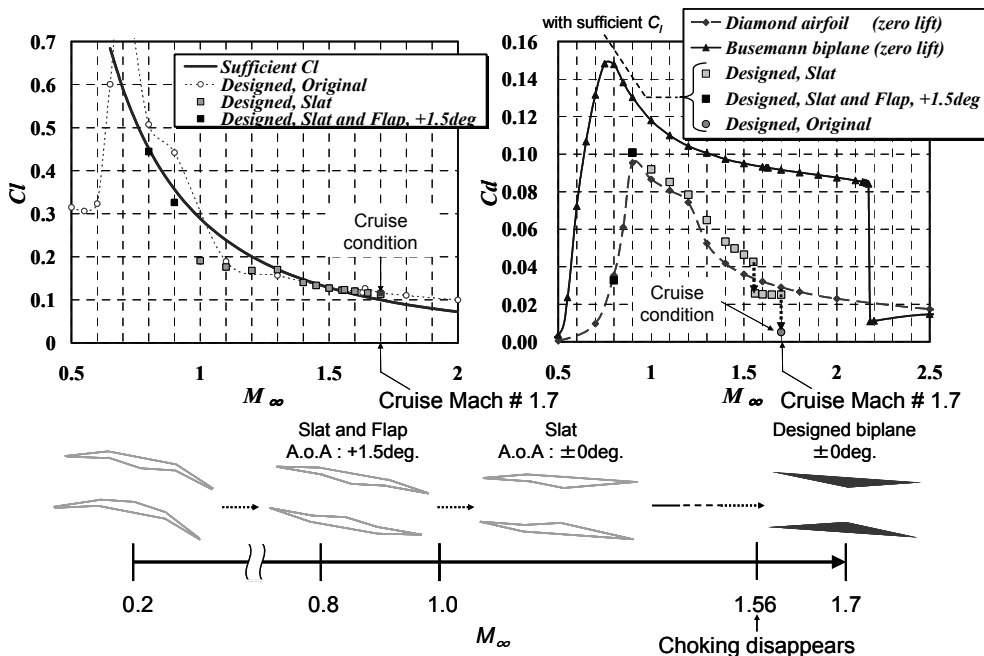 0.7
0.6
0.5
0.4
0.3
0.2
0.1
0
Cl
0.5
1
1.5
2
M∞
Sufficient Cl
Designed, Original
Designed, Slat
Designed, Slat and Flap, +1.5deg
Cruise
condition
Cruise Mach # 1.7
with sufficient Cl
0.16
0.14
0.12
0.10
0.08
0.06
0.04
0.02
0.00
Cd
0.5
1
1.5
2
2.5
M∞
Diamond airfoil (zero lift)
Busemann biplane (zero lift)
Designed, Slat
Designed, Slat and Flap, +1.5deg
Designed, Original
Cruise
condition
Cruise Mach # 1.7
Slat and Flap
A.o.A : +1.5deg.
Slat
A.o.A : ±0deg.
Designed biplane
±0deg.
0.2
0.8
1.0
1.56
1.7
M∞
Choking disappears